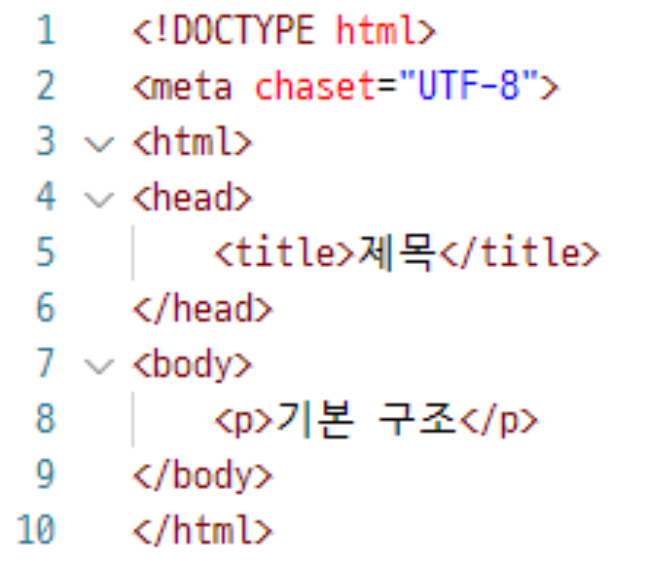 1 <!DOCTYPE html>
2 <meta chaset="UTF-8">
3 <html>
4 <head>
5 <title>제목</title>
6 </head>
7 <body>
8 <p>기본 구조</p>
9 </body>
10 </html>